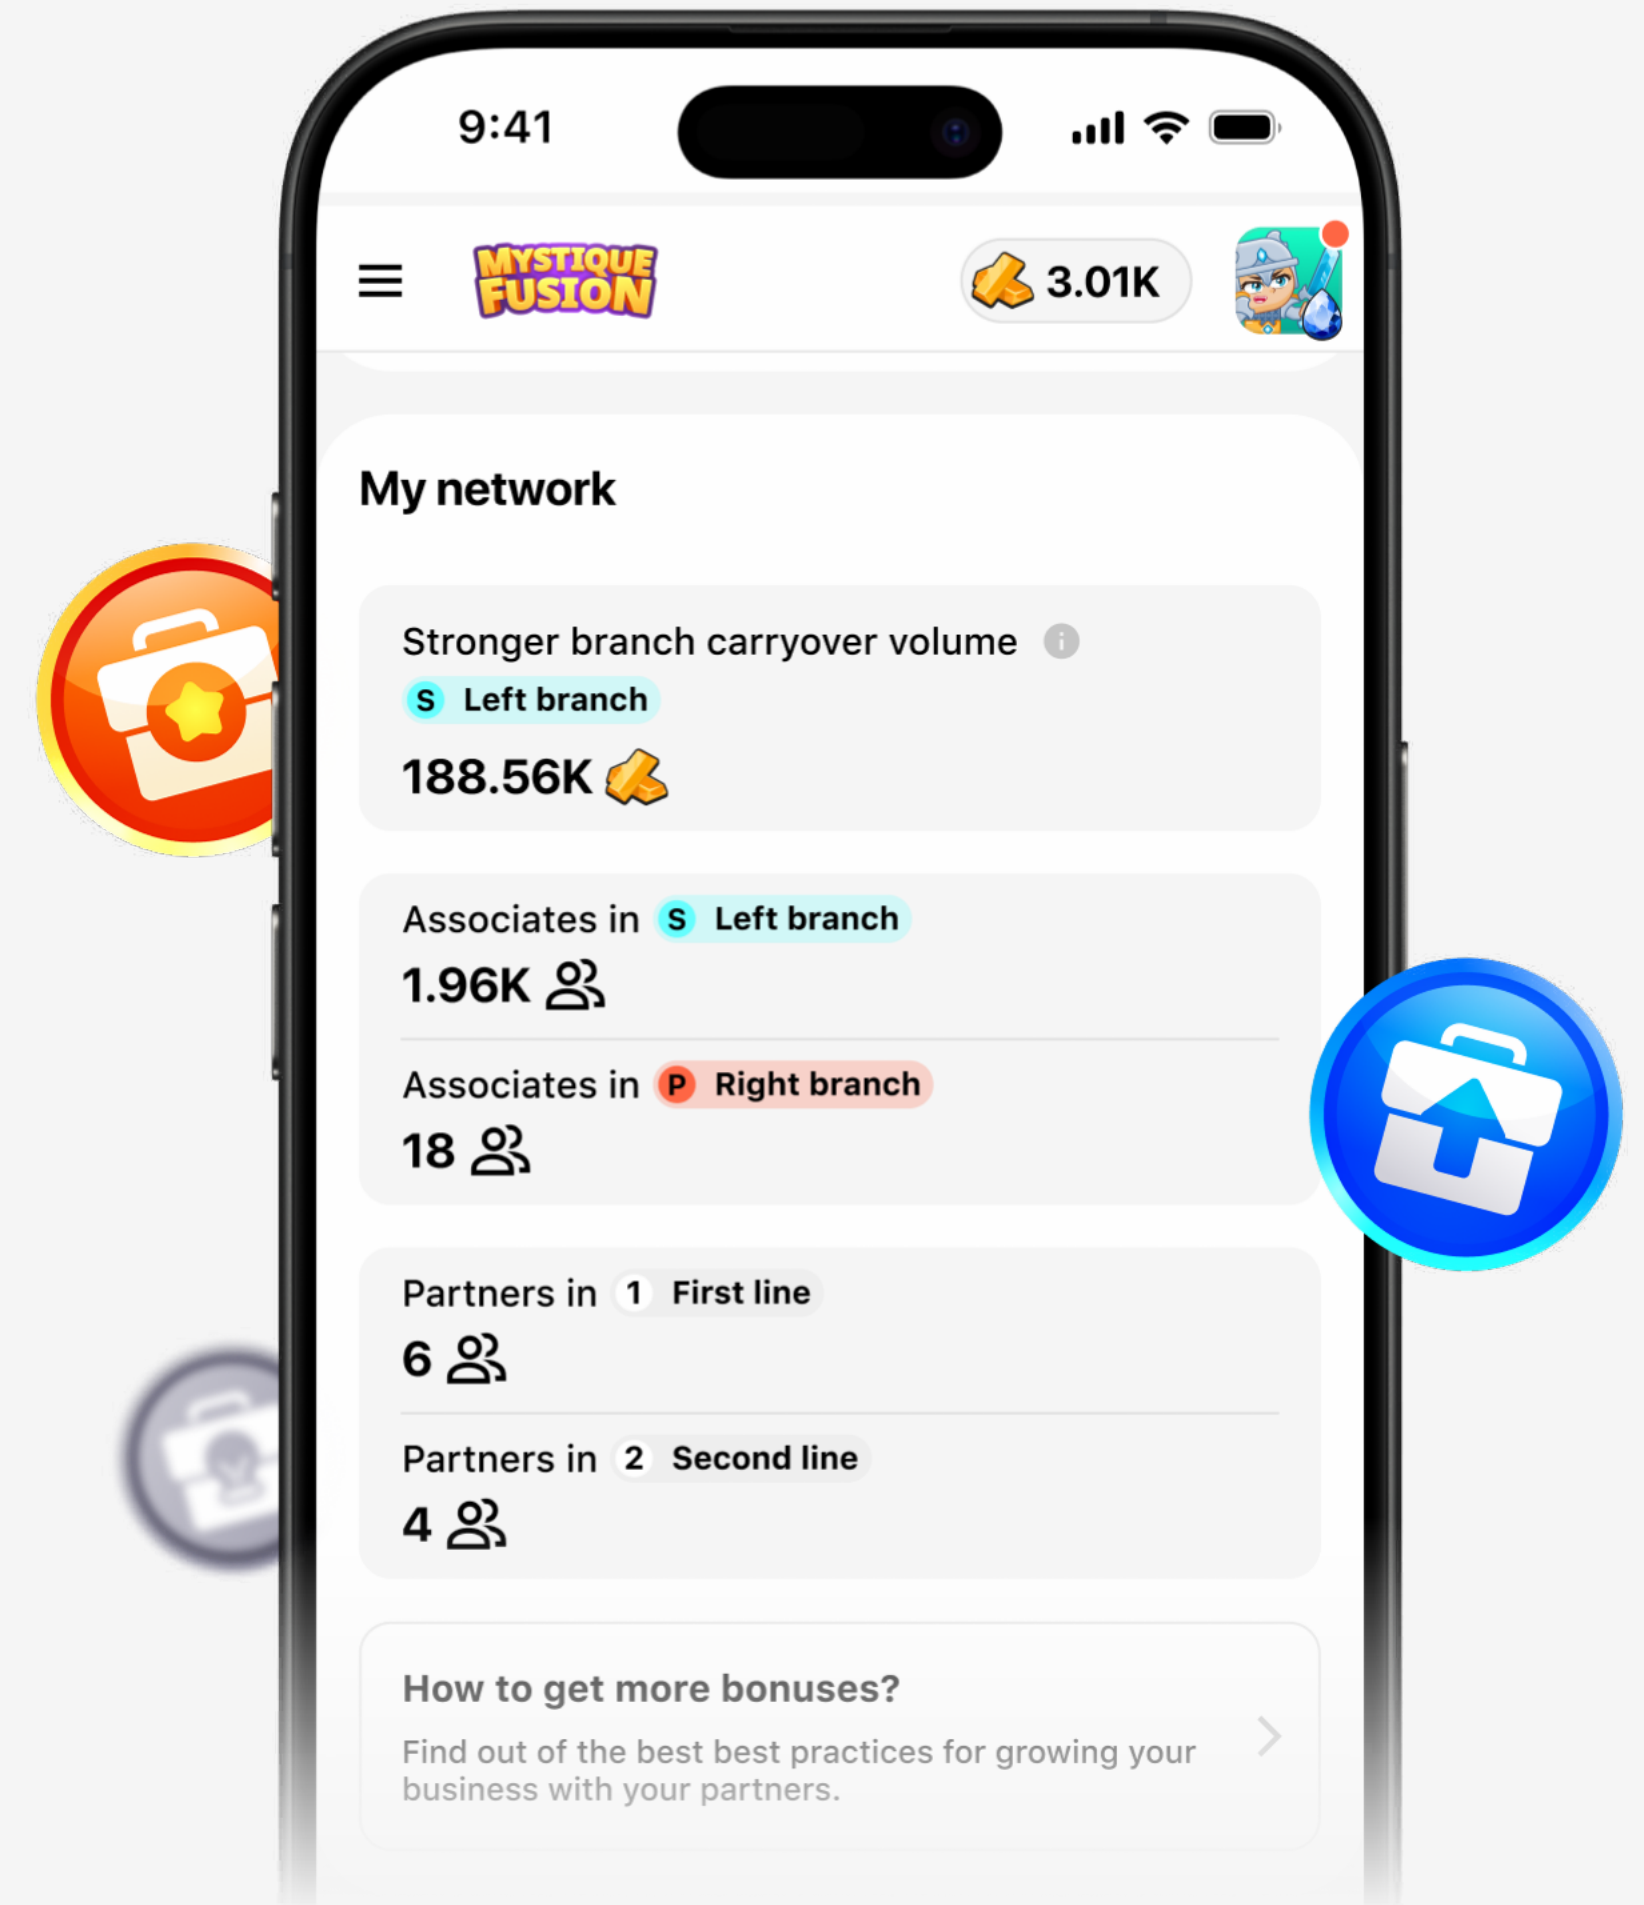 9:41
MYSTIQUE
FUSION
3.01K
My network
Stronger branch carryover volume i
S Left branch
188.56K
Associates in S Left branch
1.96K
Associates in P Right branch
18
Partners in 1 First line
6
Partners in 2 Second line
4
How to get more bonuses?
Find out of the best best practices for growing your
business with your partners.